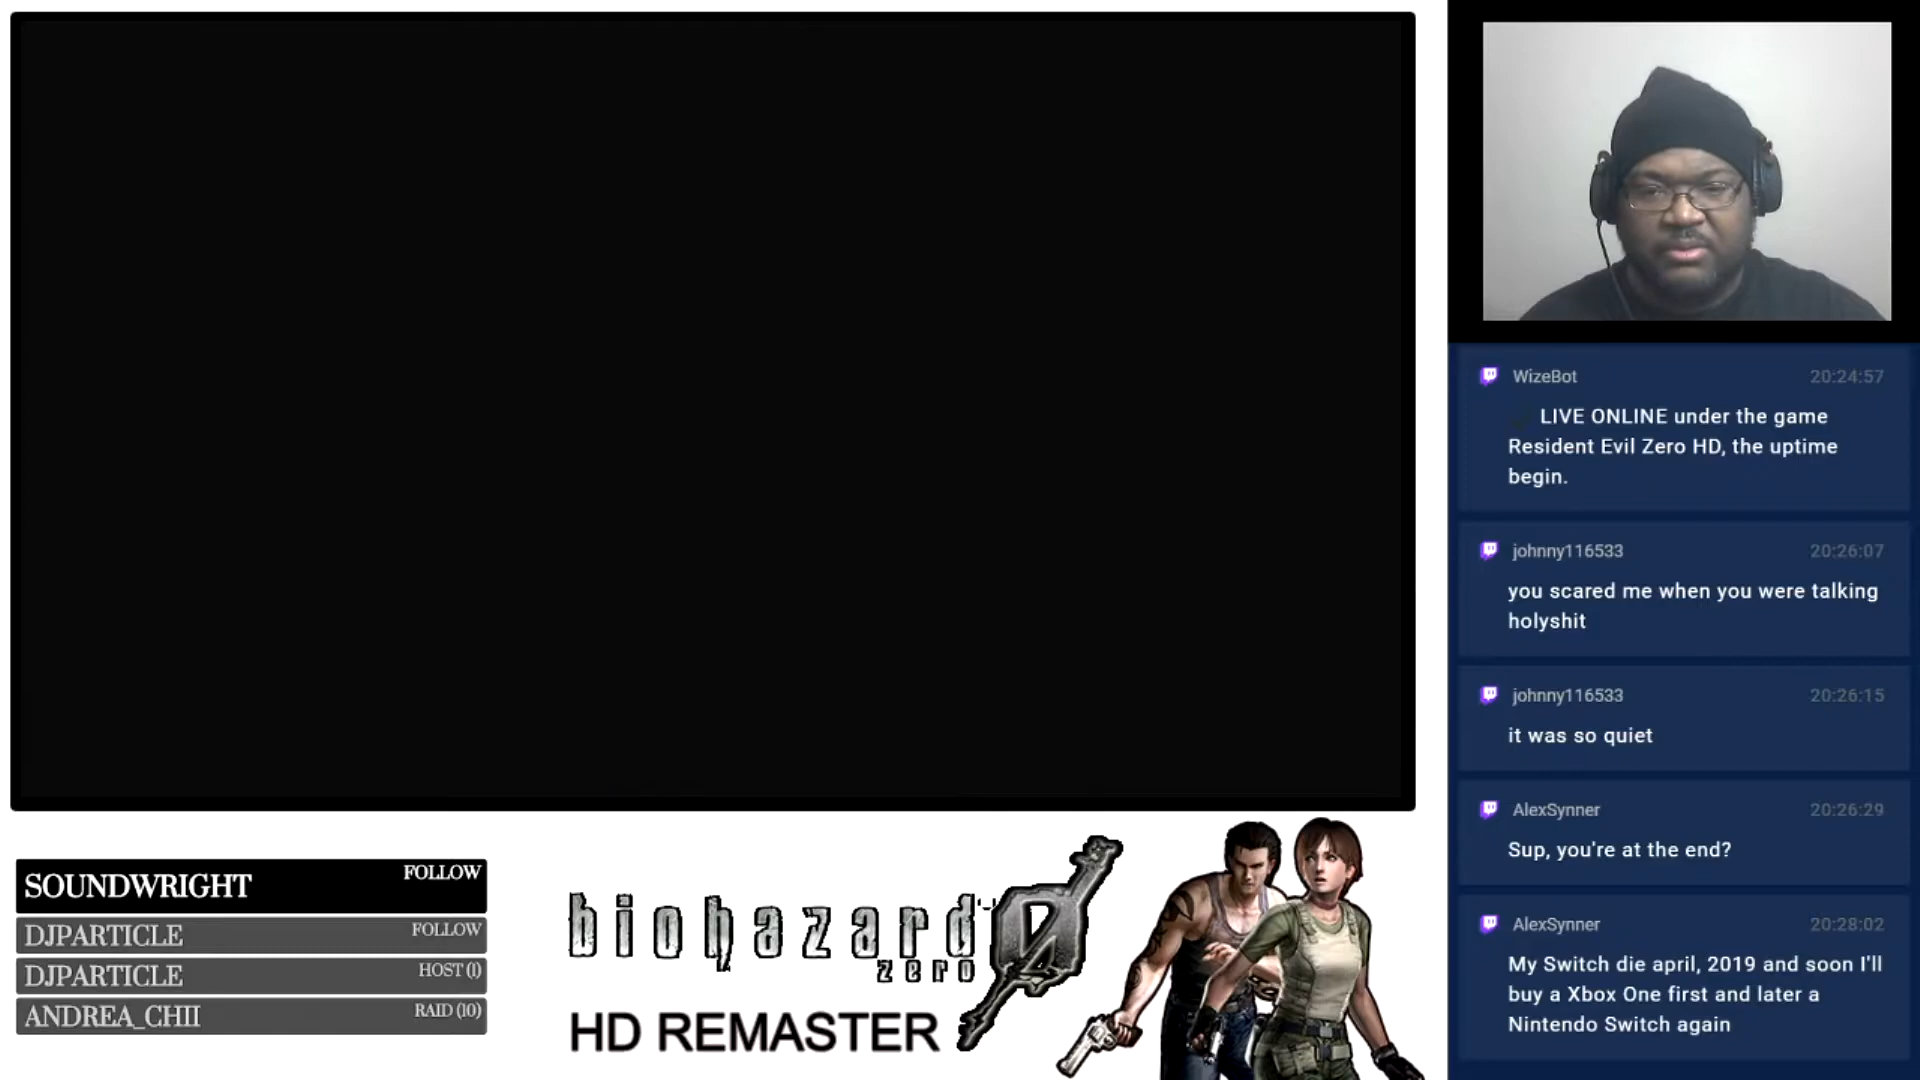 WizeBot 20:24:57
LIVE ONLINE under the game
Resident Evil Zero HD, the uptime
begin.
johnny116533 20:26:07
you scared me when you were talking
holyshit
johnny116533 20:26:15
it was so quiet
AlexSynner 20:26:29
Sup, you're at the end?
AlexSynner 20:28:02
My Switch die april, 2019 and soon I'll
buy a Xbox One first and later a
Nintendo Switch again
SOUNDWRIGHT FOLLOW
DJPARTICLE FOLLOW
DJPARTICLE HOST (1)
ANDREA_CHII RAID (10)
biohazard 0
zero
HD REMASTER